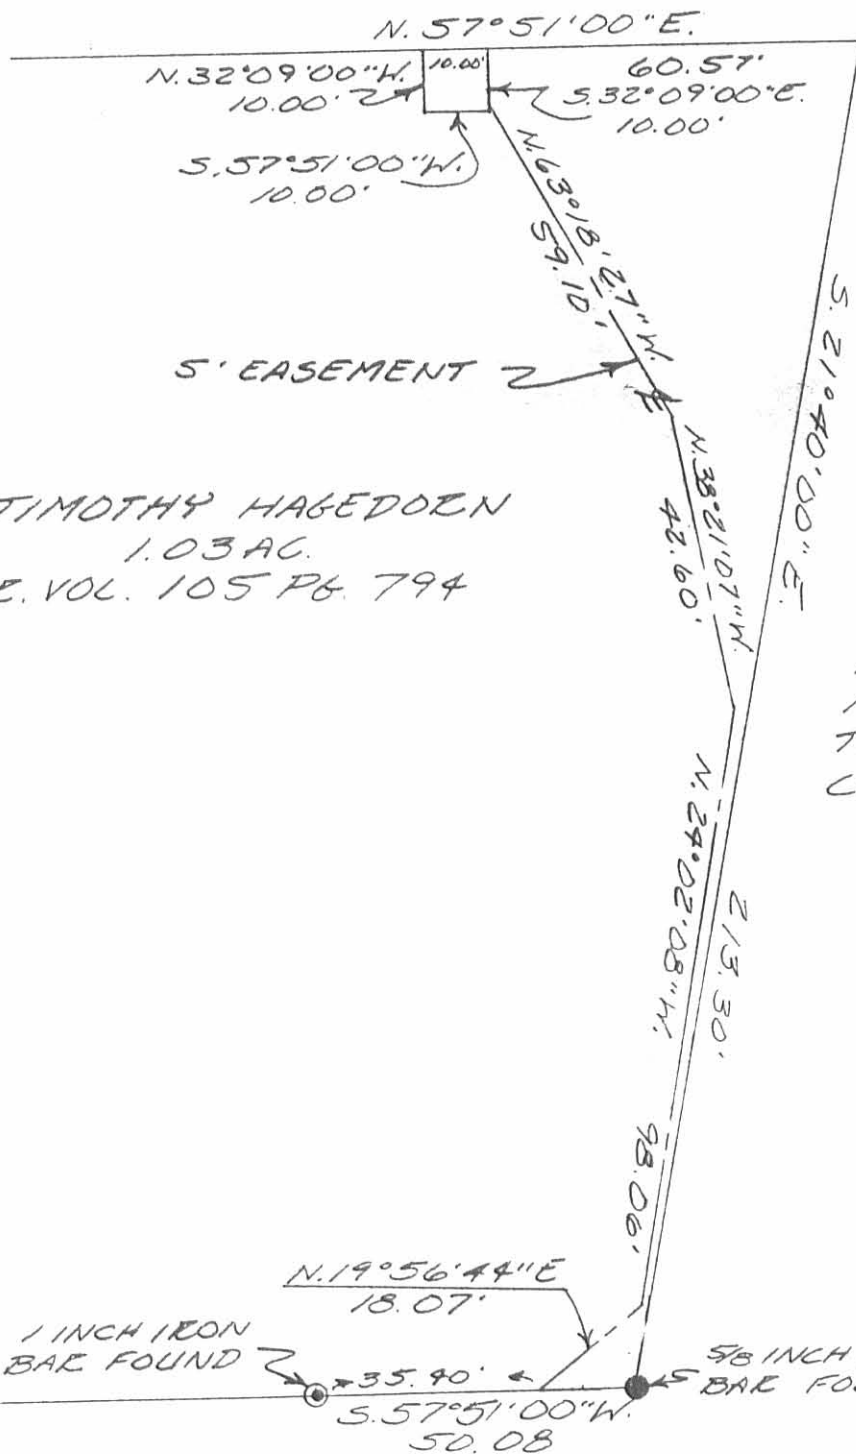 N. 57°51'00"E.
60.57'
N.32°09'00"W.
10.00'
10.00'
S.32°09'00"E.
10.00'
S.57°51'00"W.
10.00'
N.63°18'27"W.
59.10'
S. 21°40'00" E.
213.30'
5' EASEMENT
N.38°21'07"W.
42.60'
TIMOTHY HAGEDORN
1.03 AC.
VOL. 105 PG. 794
N. 24°02'08"W.
98.06'
N.19°56'44"E
18.07'
1 INCH IRON
BAR FOUND
35.40'
5/8 INCH
BAR
S.57°51'00"W.
50.08